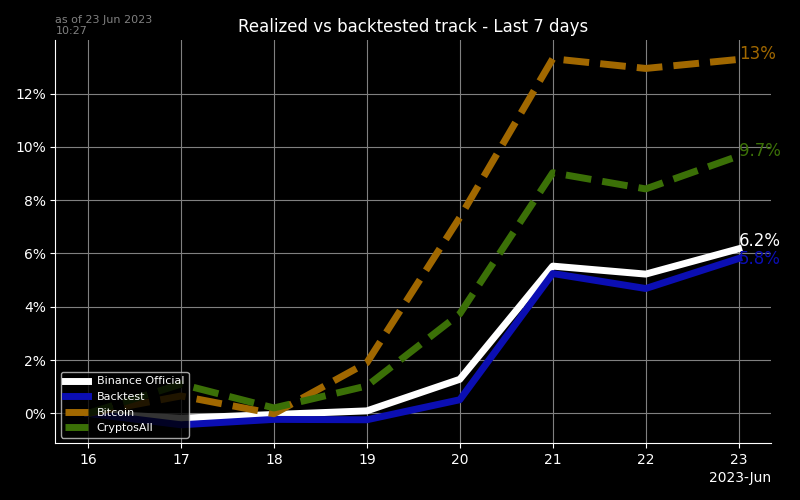 as of 23 Jun 2023
10:27
Realized vs backtested track - Last 7 days
12%
10%
8%
6%
4%
2%
0%
13%
9.7%
6.2%
5.8%
Binance Official
Backtest
Bitcoin
CryptosAll
16 17 18 19 20 21 22 23
2023-Jun